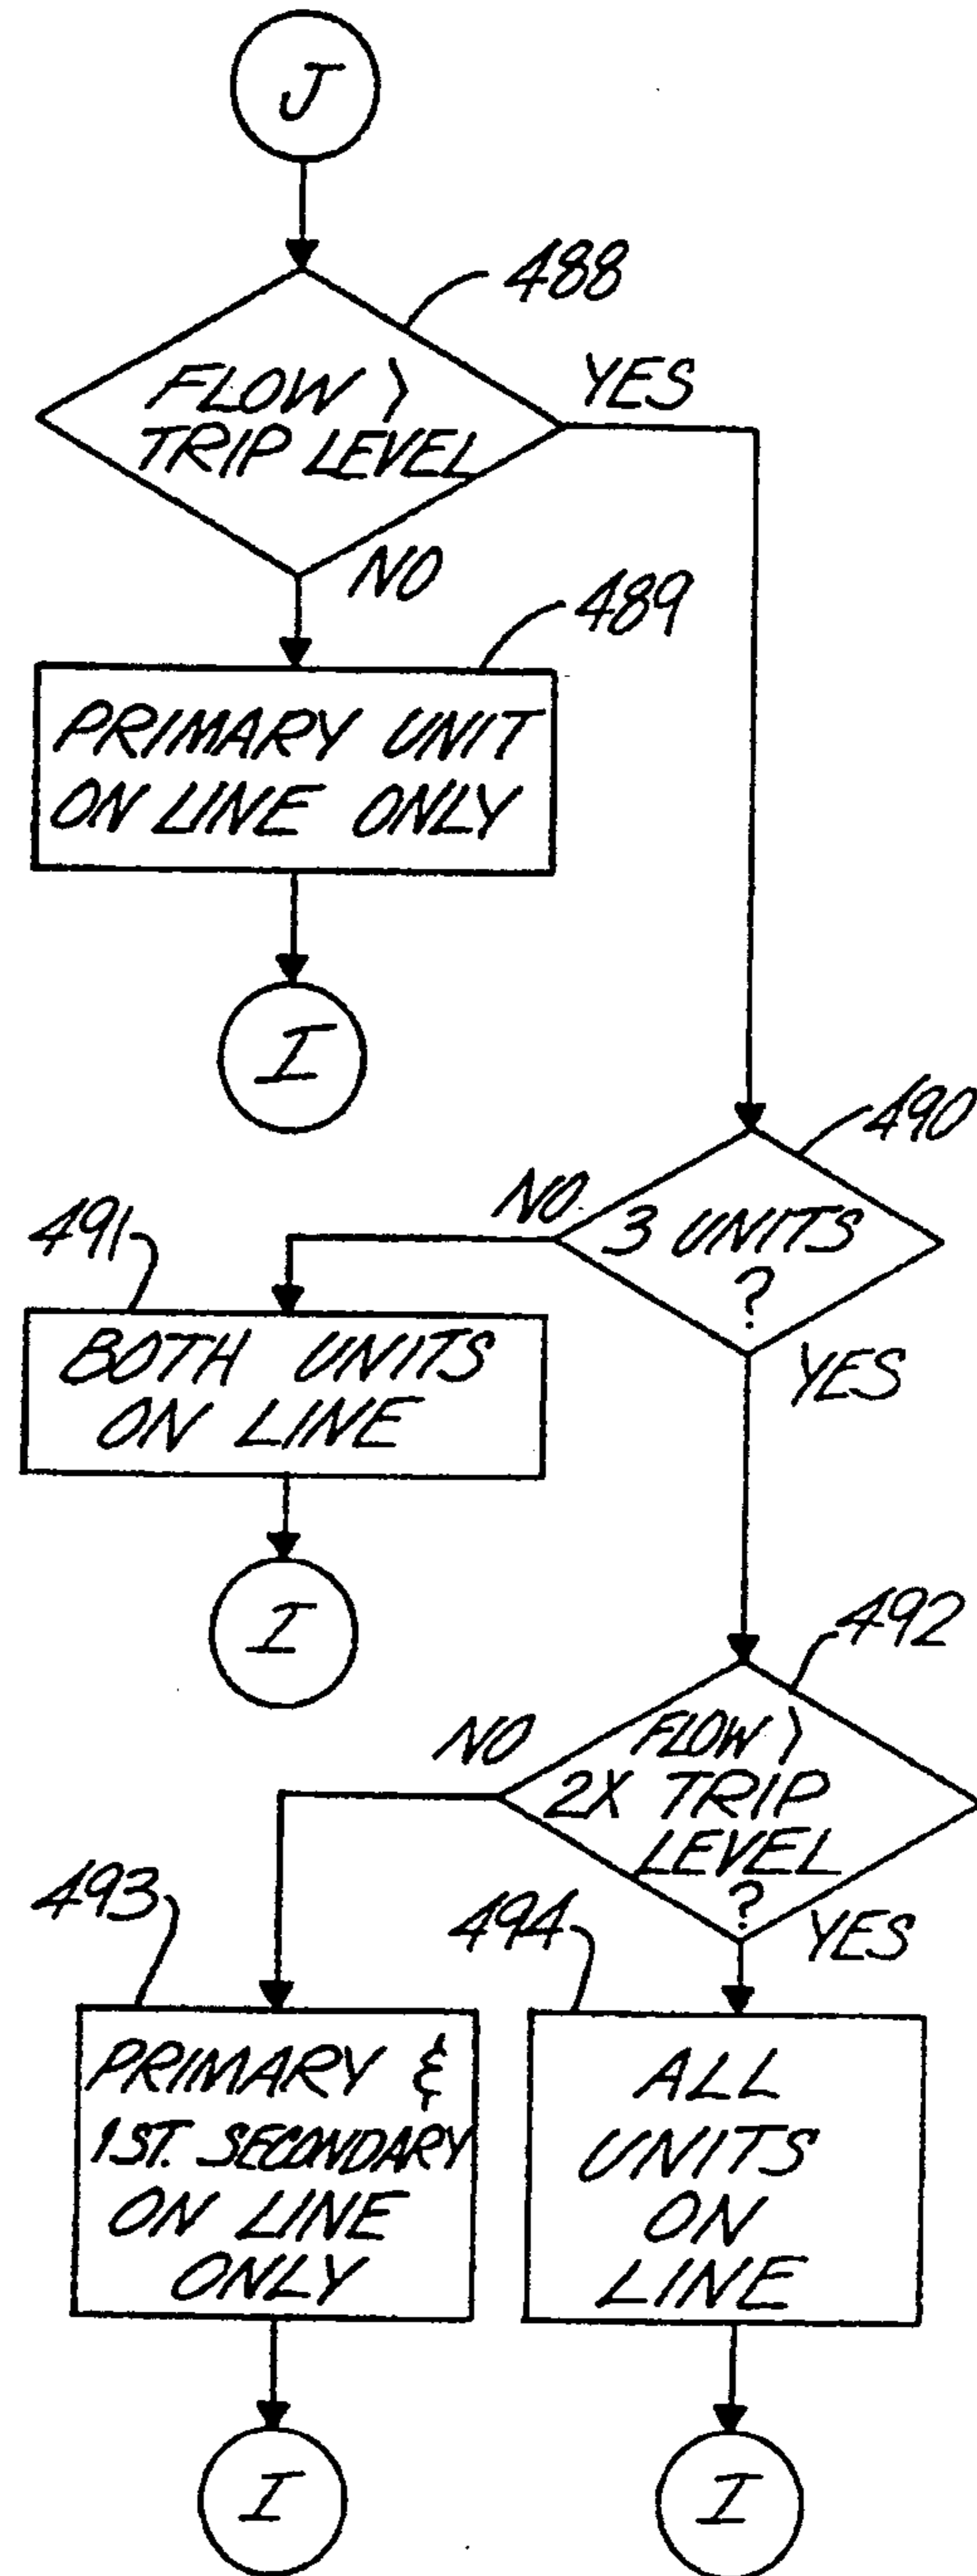 J
488
FLOW >
TRIP LEVEL
YES
NO
489
PRIMARY UNIT
ON LINE ONLY
I
490
3 UNITS
?
NO
YES
491
BOTH UNITS
ON LINE
I
492
FLOW >
2X TRIP
LEVEL
?
NO
YES
493
PRIMARY &
1ST. SECONDARY
ON LINE
ONLY
494
ALL
UNITS
ON
LINE
I
I